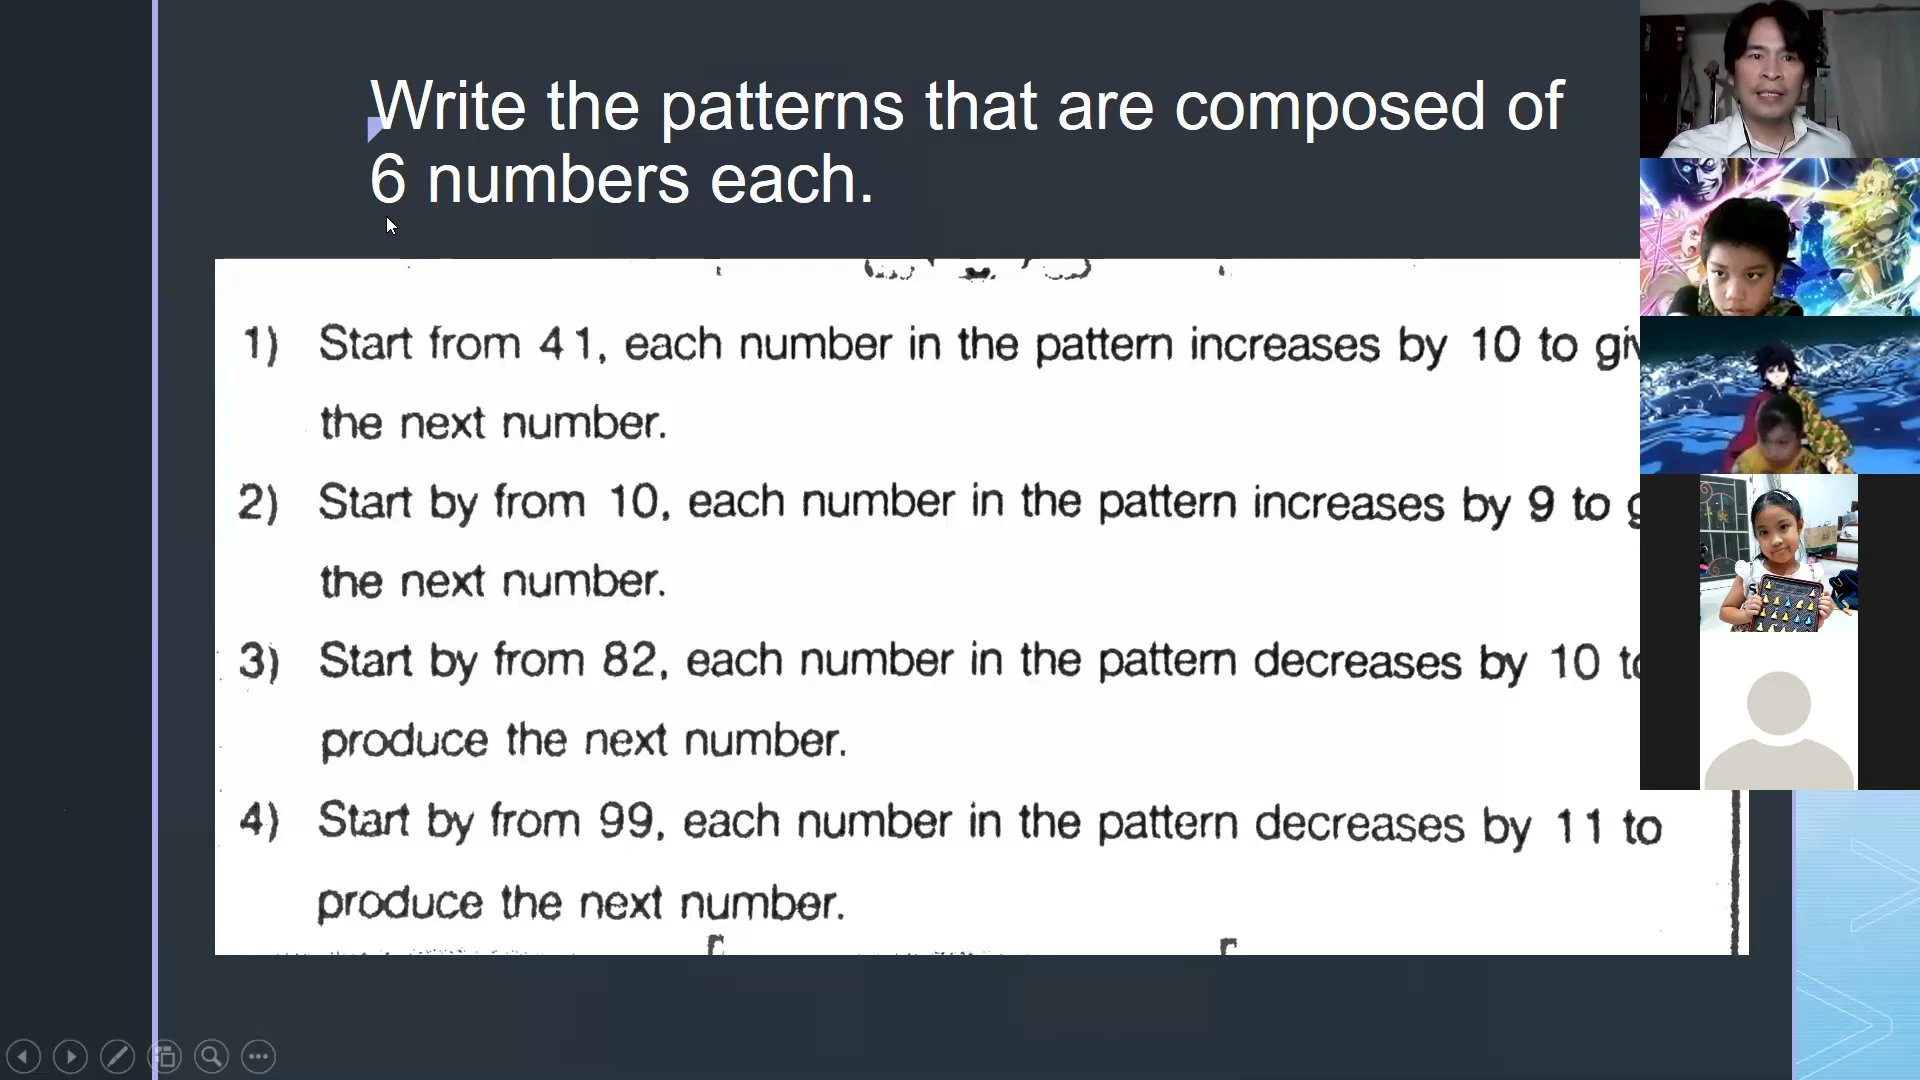 Write the patterns that are composed of
6 numbers each.
1) Start from 41, each number in the pattern increases by 10 to
the next number.
2) Start by from 10, each number in the pattern increases by 9 to
the next number.
3) Start by from 82, each number in the pattern decreases by 10
produce the next number.
4) Start by from 99, each number in the pattern decreases by 11 to
produce the next number.